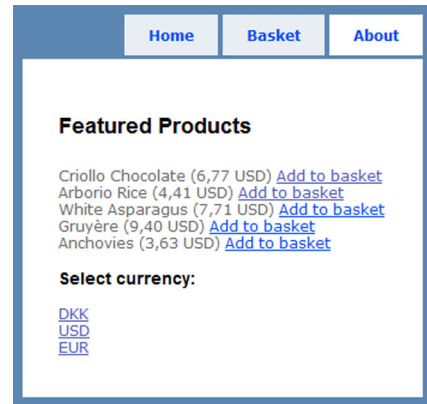 Home Basket About
Featured Products
Criollo Chocolate (6,77 USD) Add to basket
Arborio Rice (4,41 USD) Add to basket
White Asparagus (7,71 USD) Add to basket
Gruyère (9,40 USD) Add to basket
Anchovies (3,63 USD) Add to basket
Select currency:
DKK
USD
EUR